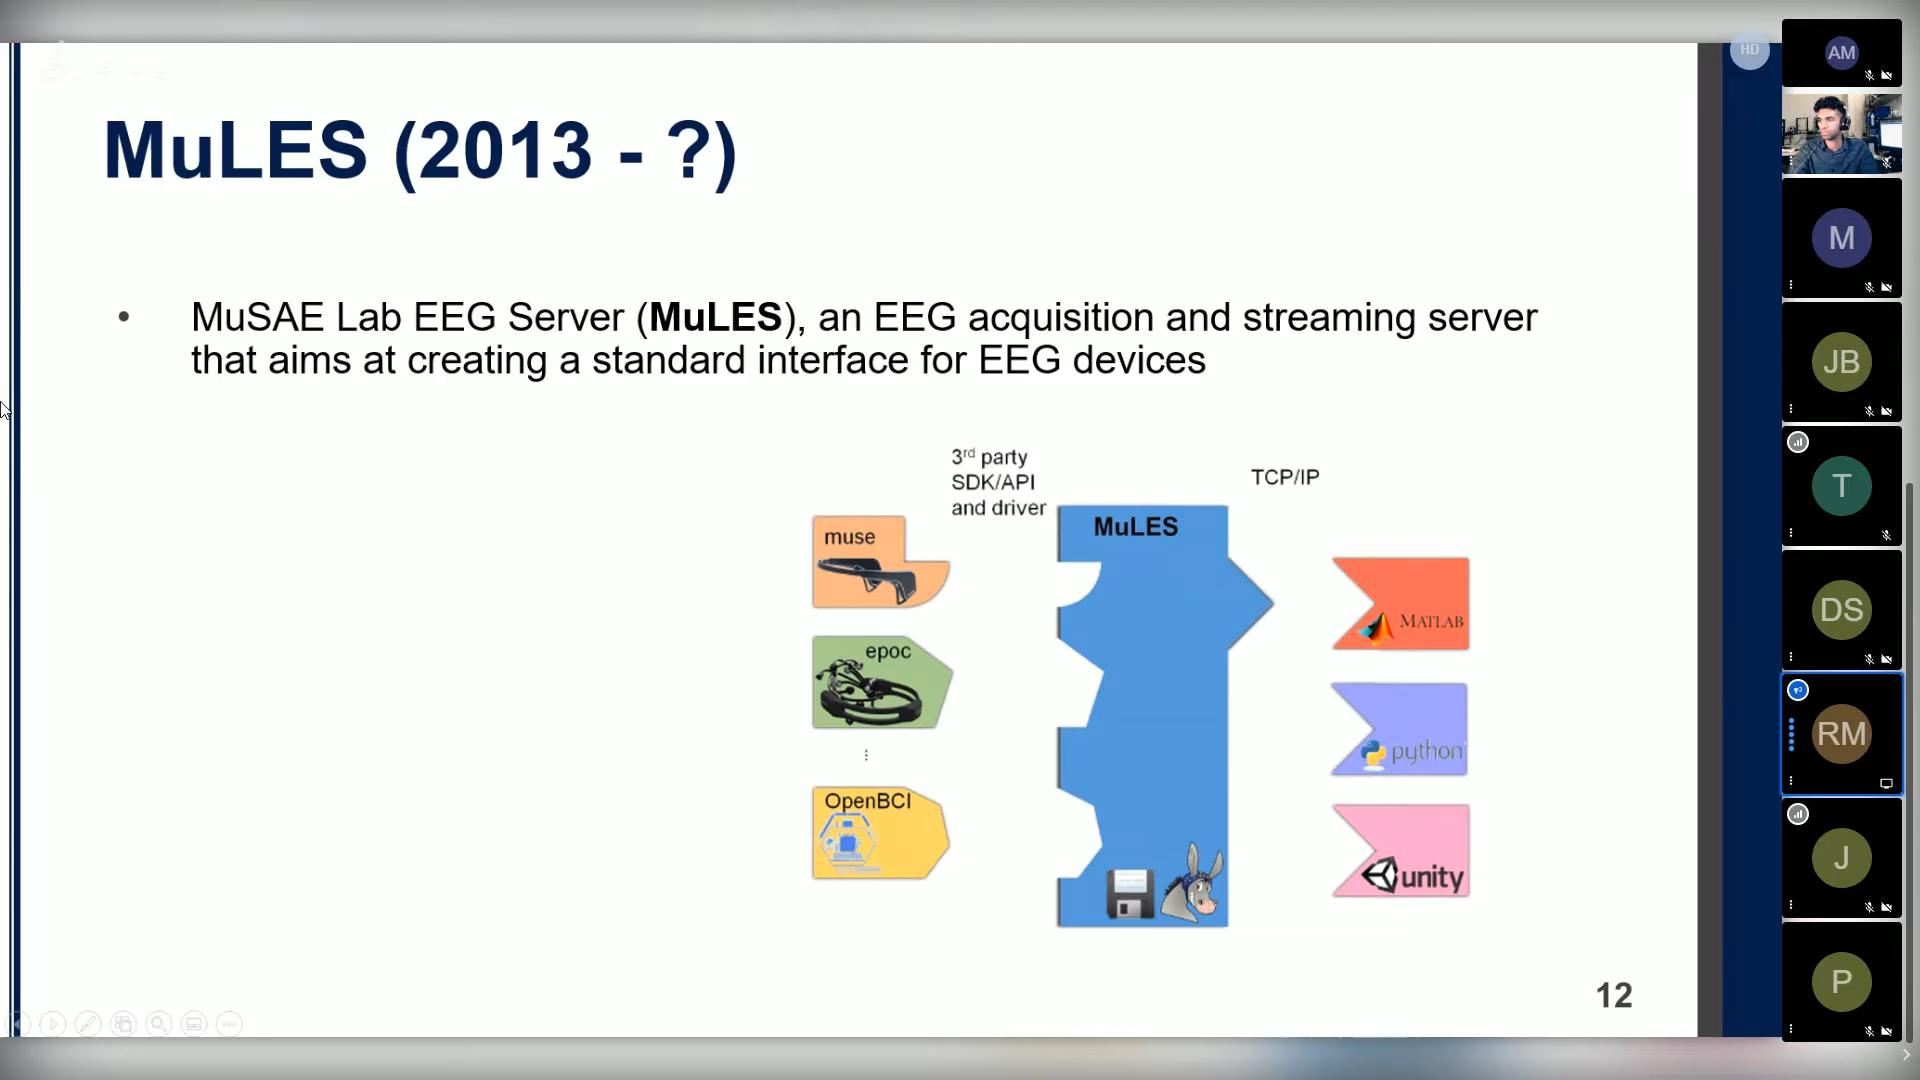 MuLES (2013 - ?)
• MuSAE Lab EEG Server (MuLES), an EEG acquisition and streaming server
that aims at creating a standard interface for EEG devices
3rd party
SDK/API
and driver
TCP/IP
muse
MuLES
epoc
⋮
OpenBCI
MATLAB
python
unity
12
HD
AM
M
JB
T
DS
RM
J
P